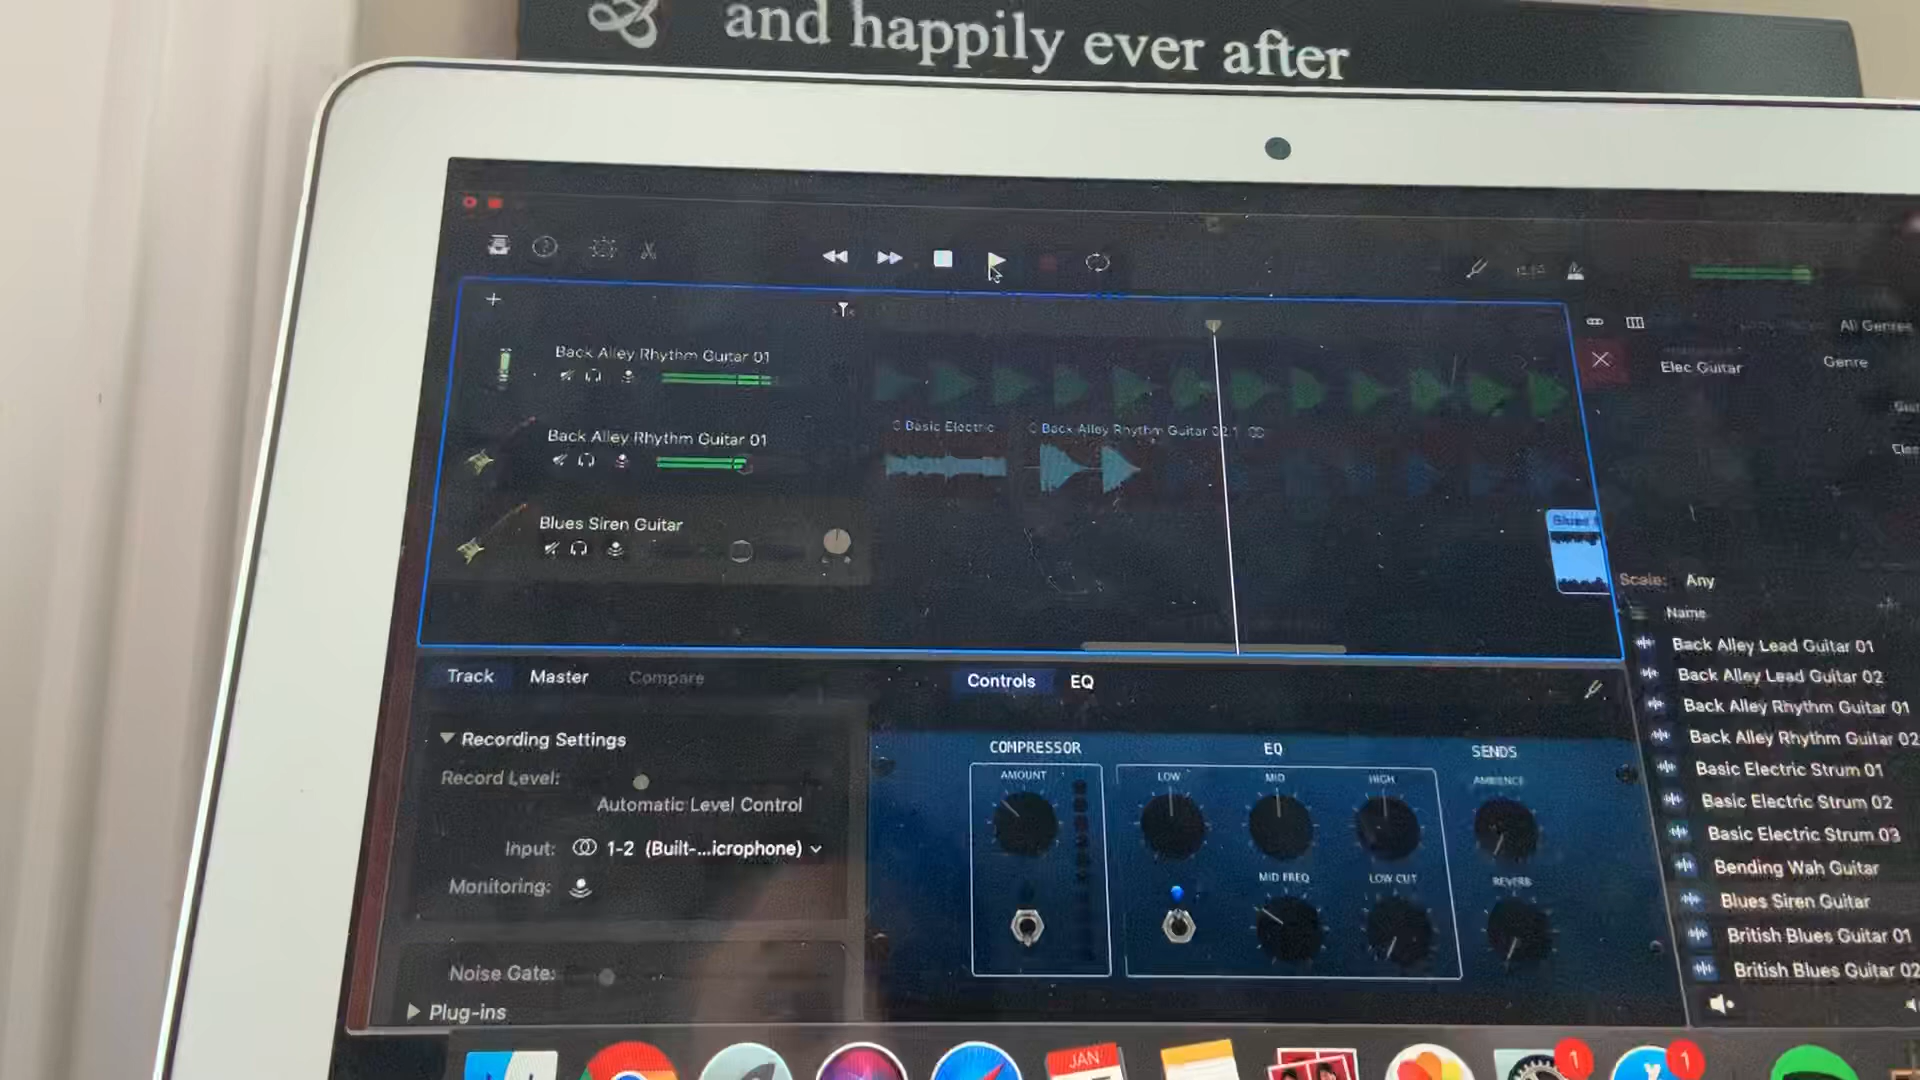 and happily ever after
All Genres
Back Alley Rhythm Guitar 01
Elec Guitar
Genre
Back Alley Rhythm Guitar 01
Basic Electric
Back Alley Rhythm Guitar 02.1
Blues Siren Guitar
Blues
Scale: Any
Name
Back Alley Lead Guitar 01
Back Alley Lead Guitar 02
Back Alley Rhythm Guitar 01
Back Alley Rhythm Guitar 02
Basic Electric Strum 01
Basic Electric Strum 02
Basic Electric Strum 03
Bending Wah Guitar
Blues Siren Guitar
British Blues Guitar 01
British Blues Guitar 02
Track Master Compare
Controls EQ
Recording Settings
Record Level:
Automatic Level Control
Input: 1-2 (Built-...icrophone)
Monitoring:
Noise Gate:
Plug-ins
COMPRESSOR EQ SENDS
AMOUNT LOW MID HIGH AMBIENCE
MID FREQ LOW CUT REVERB
JAN
1
1